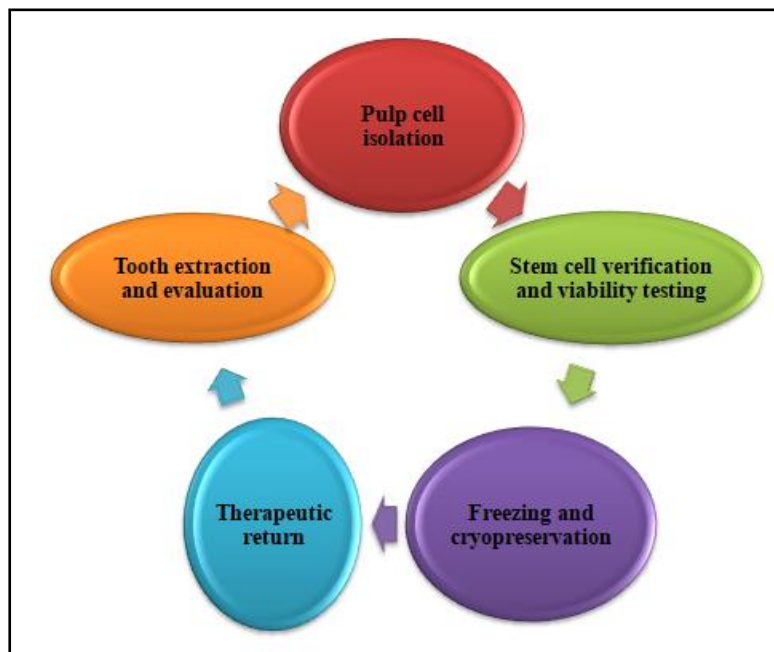 Pulp cell
isolation
Tooth extraction
and evaluation
Stem cell verification
and viability testing
Therapeutic
return
Freezing and
cryopreservation